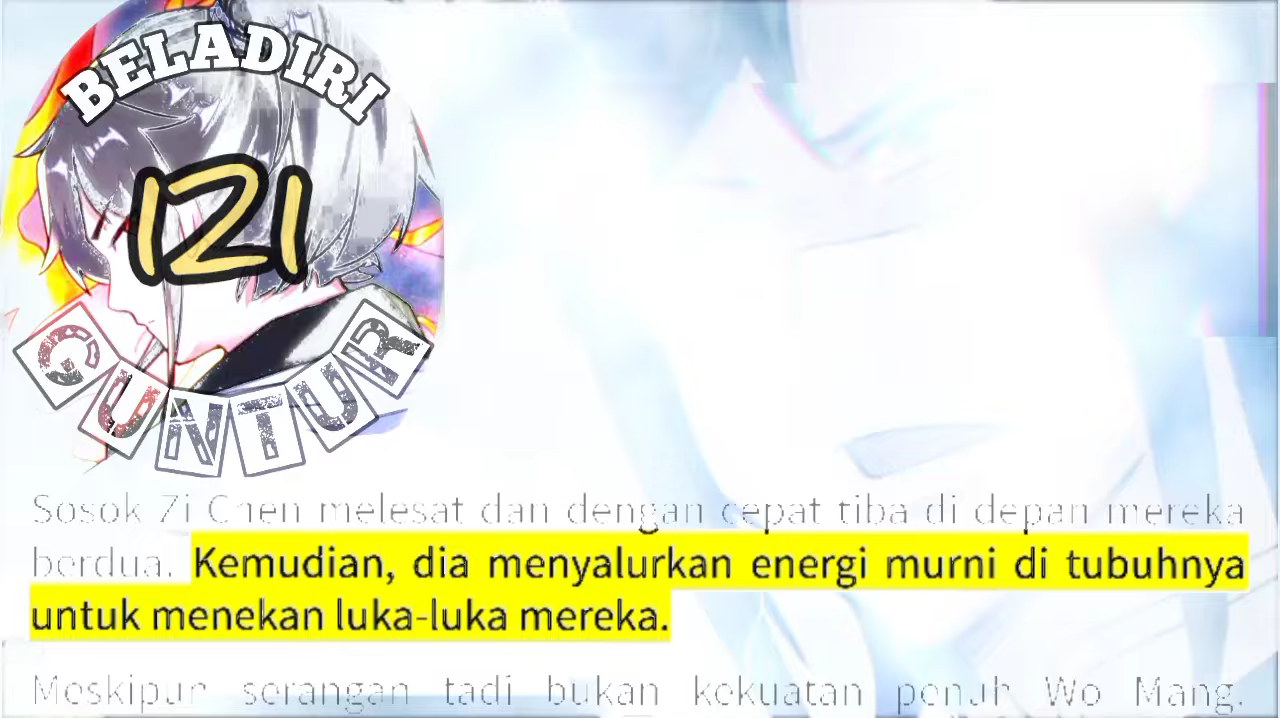 BELADIRI
121
GUNTUR
Sosok Zi Chen melesat dan dengan cepat tiba di depan mereka
berdua. Kemudian, dia menyalurkan energi murni di tubuhnya
untuk menekan luka-luka mereka.
Meskipun serangan tadi bukan kekuatan penuh Wo Mang.